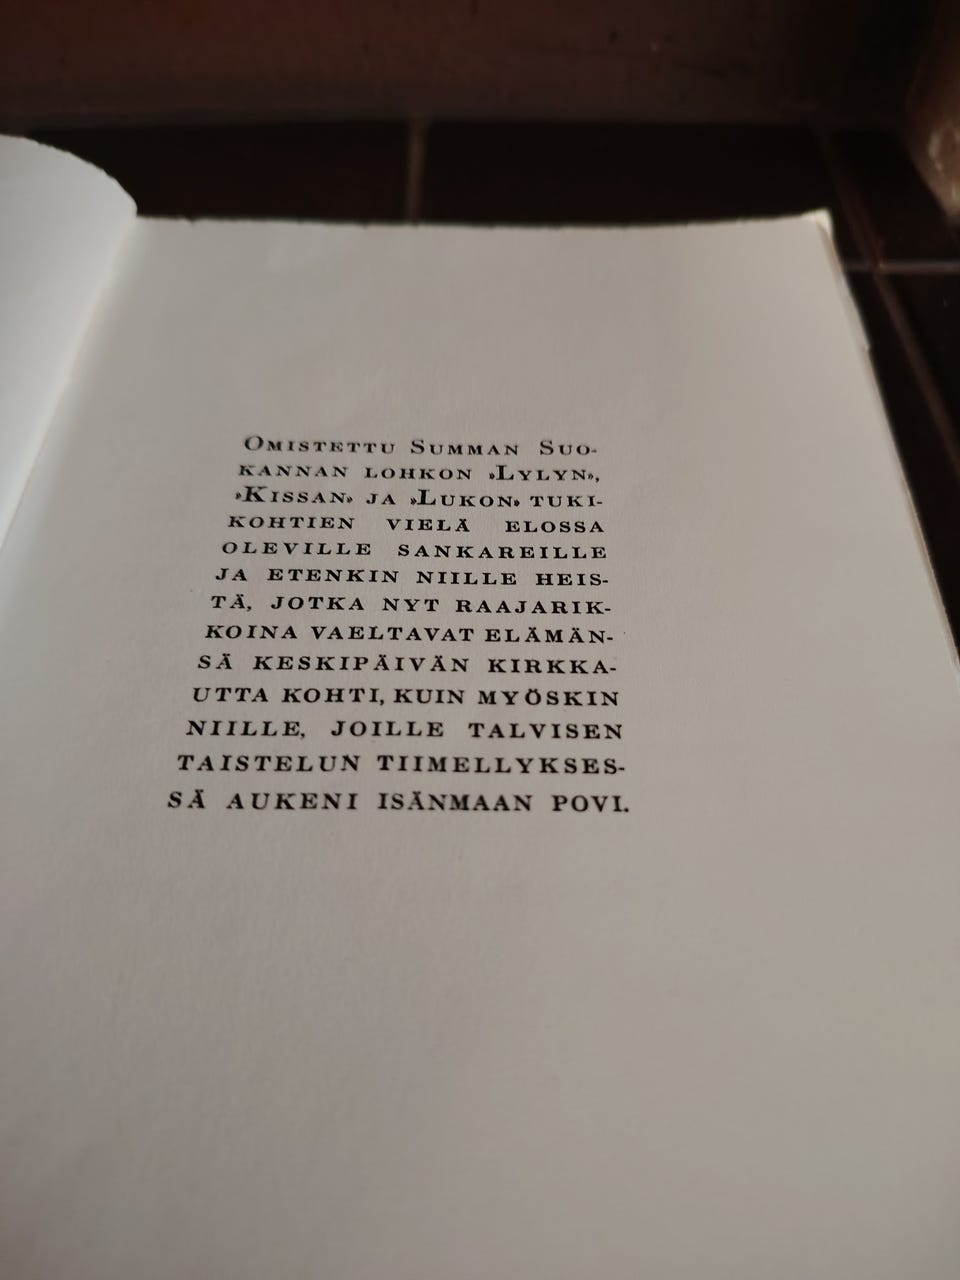 Omistettu Summan Suo-
kannan lohkon »Lylyn»,
»Kissan» ja »Lukon» tuki-
kohtien vielä elossa
oleville sankareille
ja etenkin niille heis-
tä, jotka nyt raajarik-
koina vaeltavat elämän-
sä keskipäivän kirkka-
utta kohti, kuin myöskin
niille, joille talvisen
taistelun tiimellykses-
sä aukeni isänmaan povi.